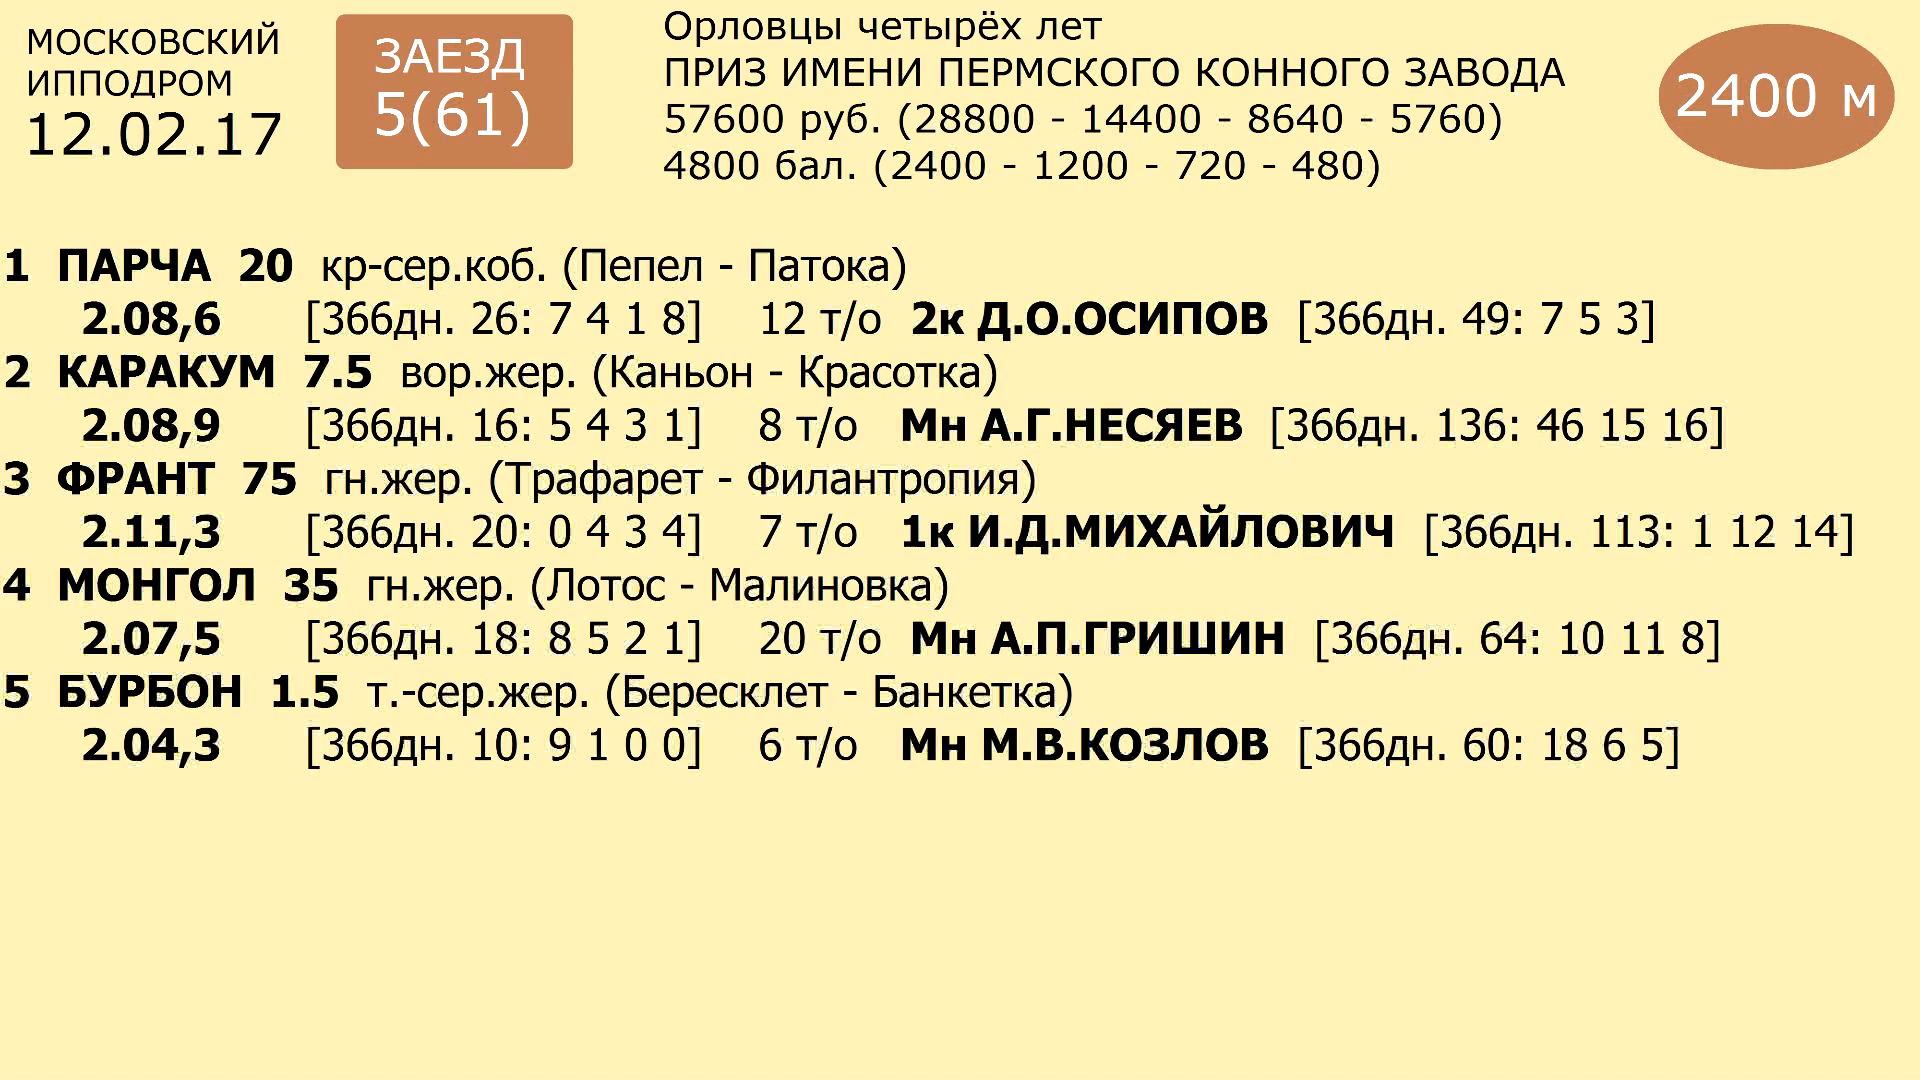 МОСКОВСКИЙ
ИППОДРОМ
12.02.17
ЗАЕЗД
5(61)
Орловцы четырёх лет
ПРИЗ ИМЕНИ ПЕРМСКОГО КОННОГО ЗАВОДА
57600 руб. (28800 - 14400 - 8640 - 5760)
4800 бал. (2400 - 1200 - 720 - 480)
2400 м
1 ПАРЧА 20 кр-сер.коб. (Пепел - Патока)
2.08,6 [366дн. 26: 7 4 1 8] 12 т/о 2к Д.О.ОСИПОВ [366дн. 49: 7 5 3]
2 КАРАКУМ 7.5 вор.жер. (Каньон - Красотка)
2.08,9 [366дн. 16: 5 4 3 1] 8 т/о Мн А.Г.НЕСЯЕВ [366дн. 136: 46 15 16]
3 ФРАНТ 75 гн.жер. (Трафарет - Филантропия)
2.11,3 [366дн. 20: 0 4 3 4] 7 т/о 1к И.Д.МИХАЙЛОВИЧ [366дн. 113: 1 12 14]
4 МОНГОЛ 35 гн.жер. (Лотос - Малиновка)
2.07,5 [366дн. 18: 8 5 2 1] 20 т/о Мн А.П.ГРИШИН [366дн. 64: 10 11 8]
5 БУРБОН 1.5 т.-сер.жер. (Бересклет - Банкетка)
2.04,3 [366дн. 10: 9 1 0 0] 6 т/о Мн М.В.КОЗЛОВ [366дн. 60: 18 6 5]